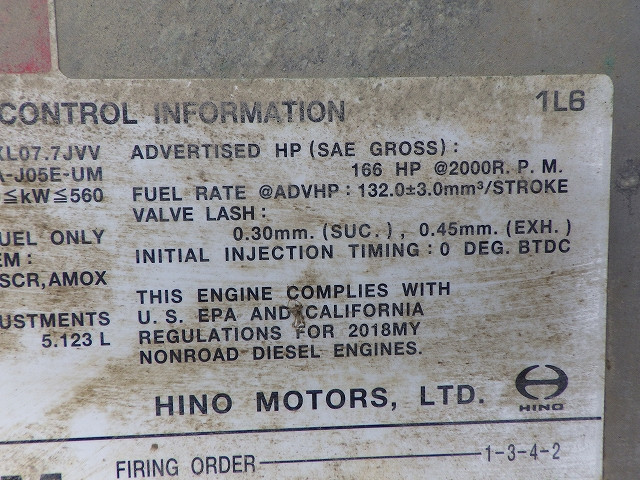 CONTROL INFORMATION 1L6
XL07.7JVV ADVERTISED HP (SAE GROSS) :
A-J05E-UM 166 HP @2000R. P. M.
≦kW≦560 FUEL RATE @ADVHP : 132.0±3.0mm³/STROKE
VALVE LASH :
UEL ONLY 0.30mm. (SUC.) , 0.45mm. (EXH. )
EM : INITIAL INJECTION TIMING : 0 DEG. BTDC
SCR,AMOX
THIS ENGINE COMPLIES WITH
USTMENTS U. S. EPA AND CALIFORNIA
5.123 L REGULATIONS FOR 2018MY
NONROAD DIESEL ENGINES.
HINO MOTORS, LTD. HINO
FIRING ORDER 1-3-4-2